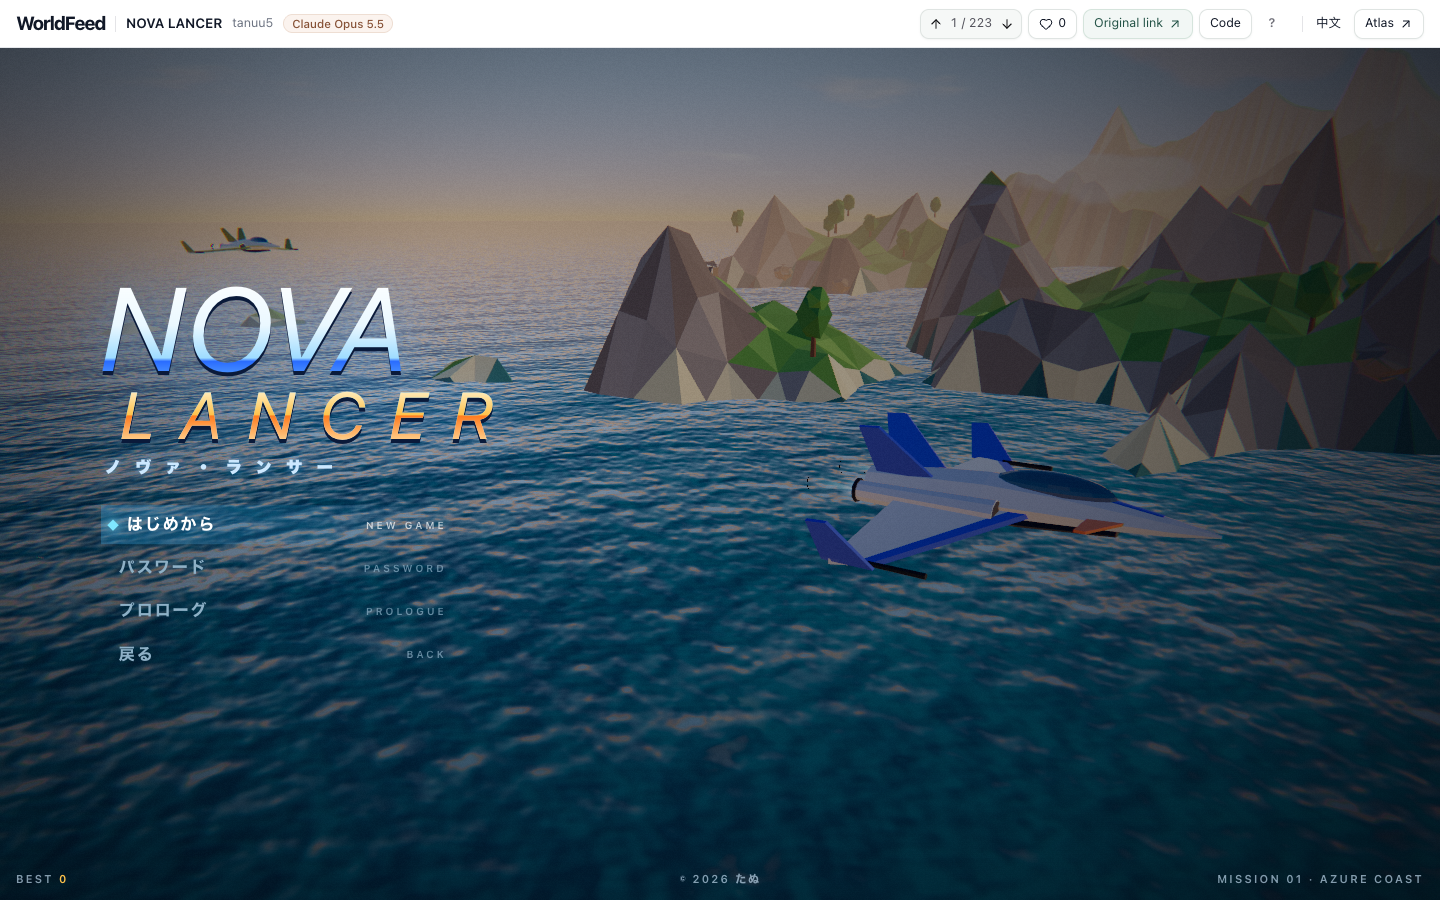 WorldFeed NOVA LANCER tanuu5 Claude Opus 5.5 1 / 223 0 Original link Code ? 中文 Atlas
NOVA
LANCER
ノヴァ・ランサー
はじめから NEW GAME
パスワード PASSWORD
プロローグ PROLOGUE
戻る BACK
BEST 0 © 2026 たぬ MISSION 01 · AZURE COAST